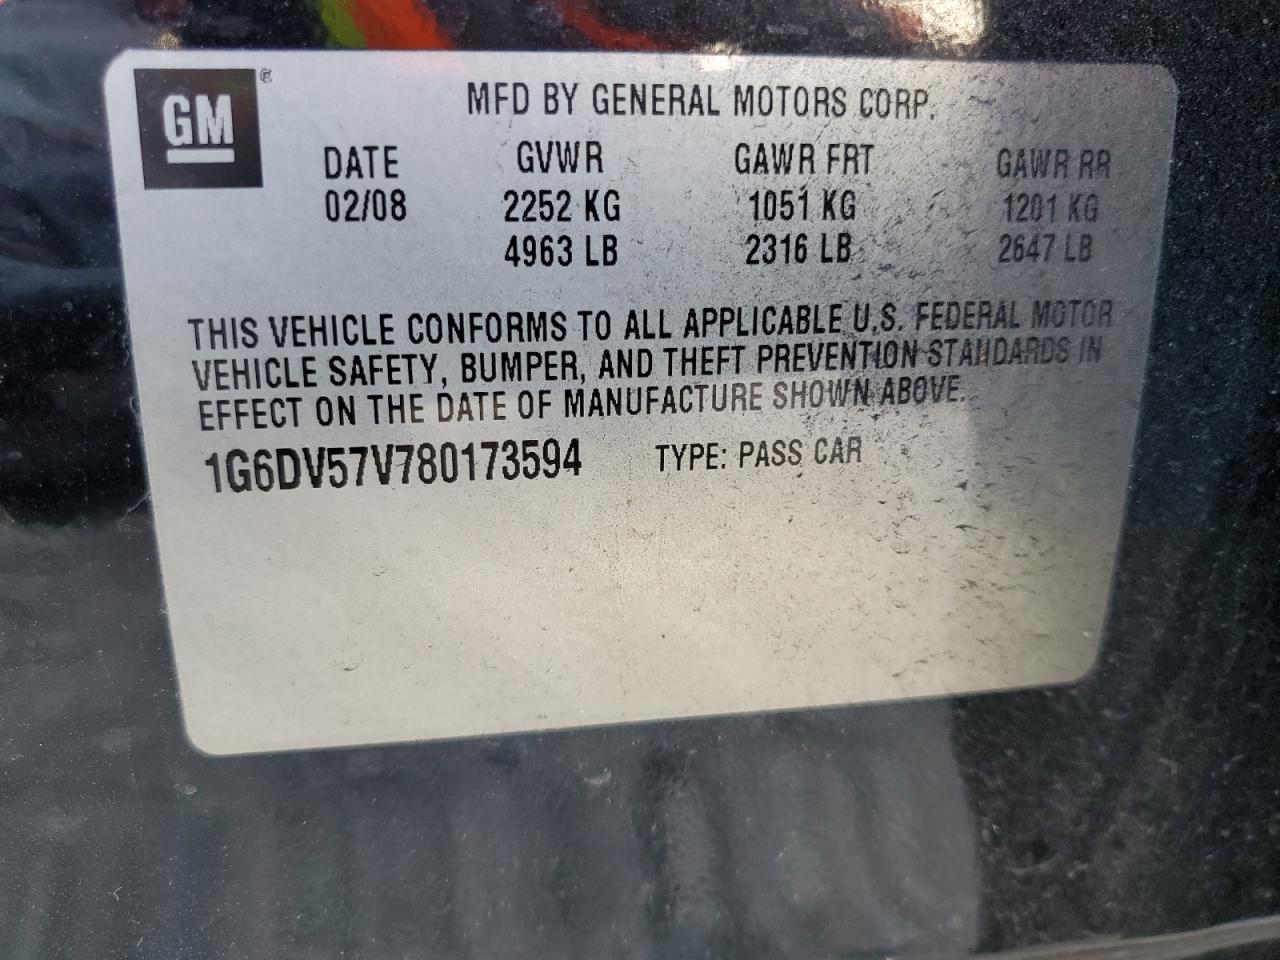 GM ®
MFD BY GENERAL MOTORS CORP.
DATE GVWR GAWR FRT GAWR RR
02/08 2252 KG 1051 KG 1201 KG
4963 LB 2316 LB 2647 LB
THIS VEHICLE CONFORMS TO ALL APPLICABLE U.S. FEDERAL MOTOR
VEHICLE SAFETY, BUMPER, AND THEFT PREVENTION STANDARDS IN
EFFECT ON THE DATE OF MANUFACTURE SHOWN ABOVE.
1G6DV57V780173594 TYPE: PASS CAR